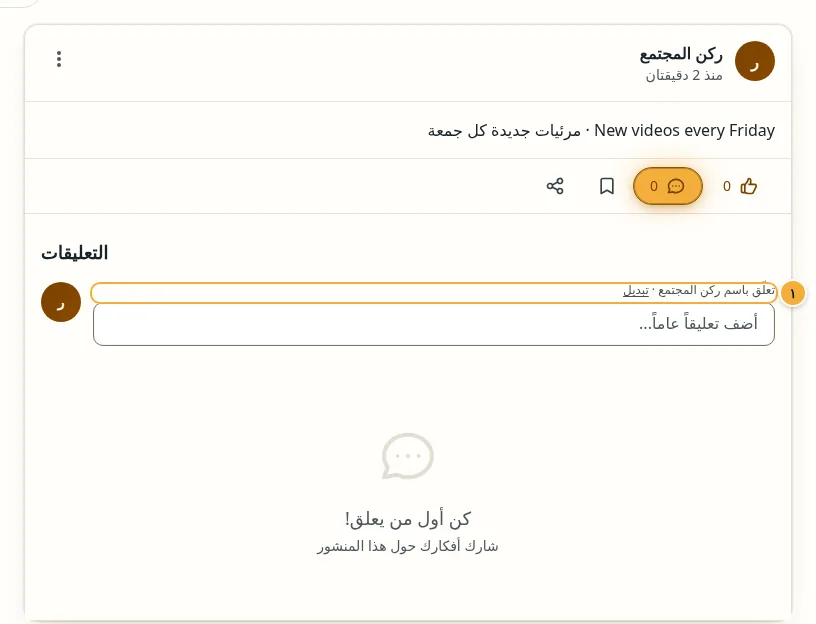 ر
ركن المجتمع
منذ 2 دقيقتان
New videos every Friday · مرئيات جديدة كل جمعة
0
0
التعليقات
ر
تعلّق باسم ركن المجتمع · تبديل
١
أضف تعليقاً عاماً...
كن أول من يعلق!
شارك أفكارك حول هذا المنشور